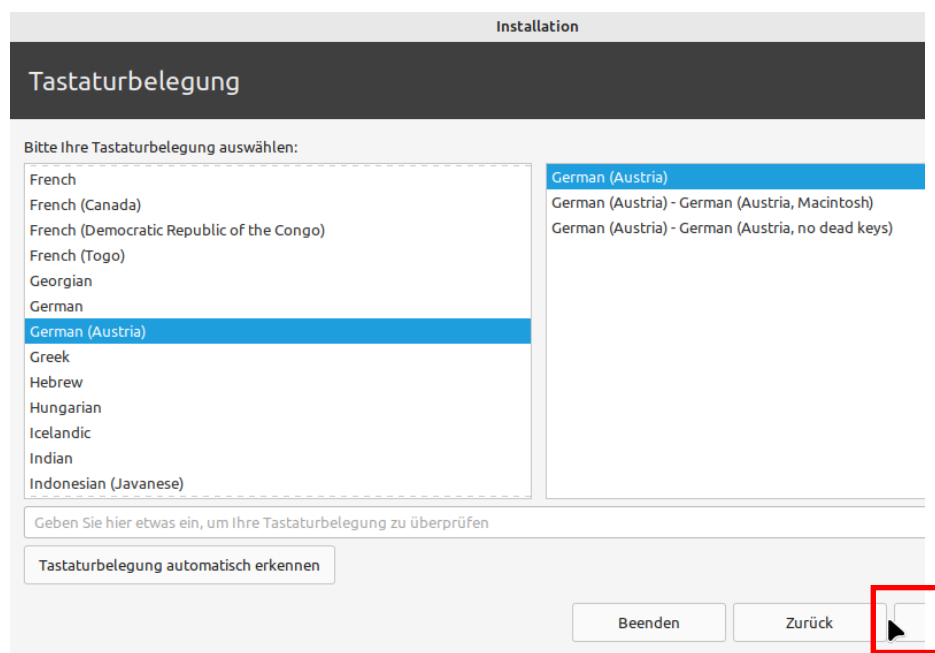 Installation
Tastaturbelegung
Bitte Ihre Tastaturbelegung auswählen:
French
French (Canada)
French (Democratic Republic of the Congo)
French (Togo)
Georgian
German
German (Austria)
Greek
Hebrew
Hungarian
Icelandic
Indian
Indonesian (Javanese)
German (Austria)
German (Austria) - German (Austria, Macintosh)
German (Austria) - German (Austria, no dead keys)
Geben Sie hier etwas ein, um Ihre Tastaturbelegung zu überprüfen
Tastaturbelegung automatisch erkennen
Beenden
Zurück